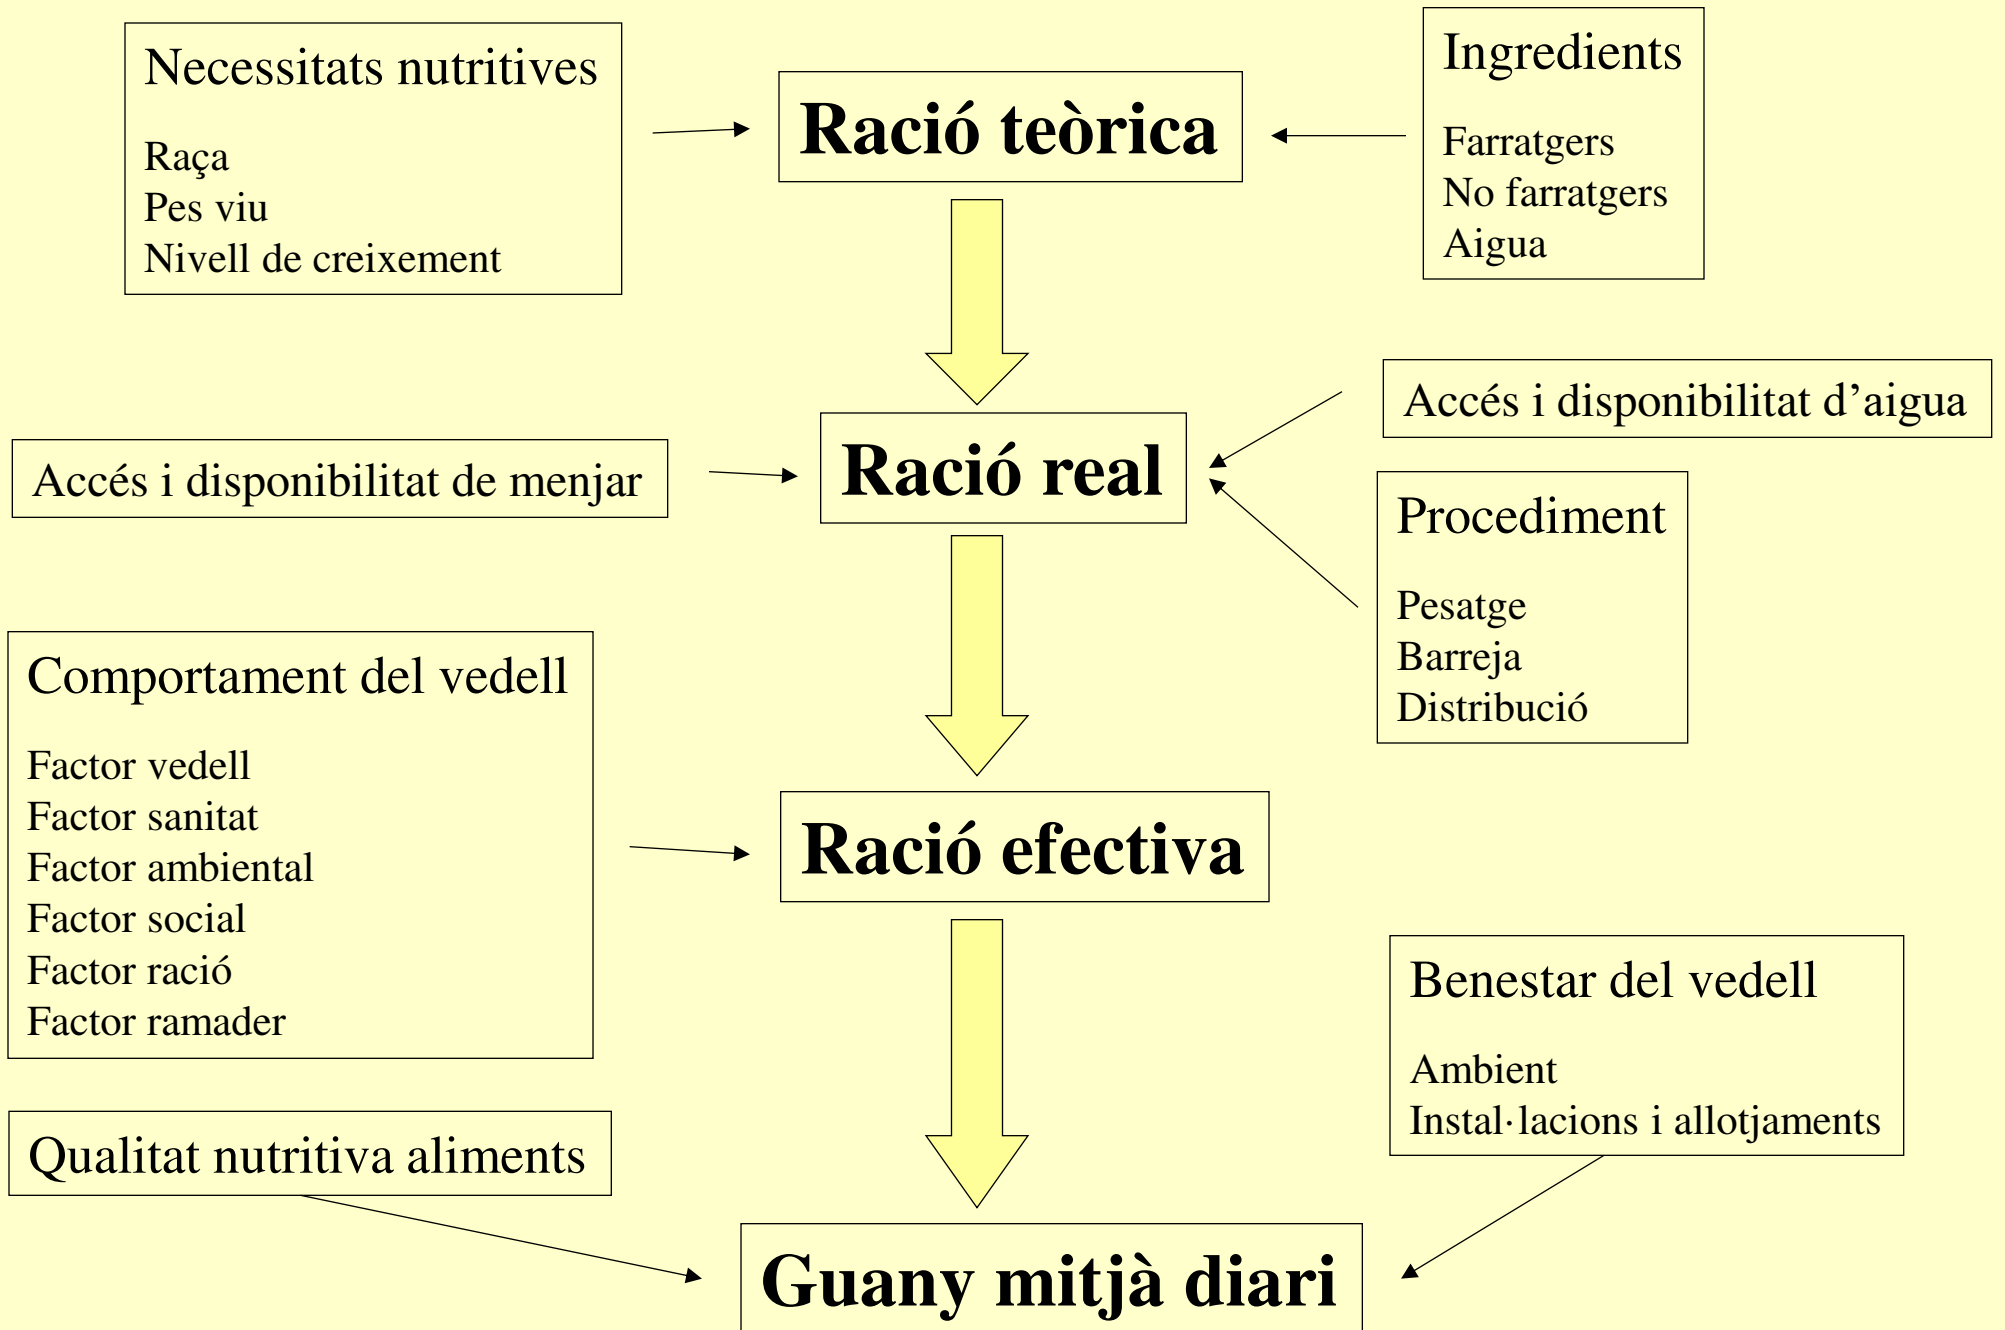 Necessitats nutritives
Raça
Pes viu
Nivell de creixement
Ració teòrica
Ingredients
Farratgers
No farratgers
Aigua
Accés i disponibilitat d’aigua
Accés i disponibilitat de menjar
Ració real
Procediment
Pesatge
Barreja
Distribució
Comportament del vedell
Factor vedell
Factor sanitat
Factor ambiental
Factor social
Factor ració
Factor ramader
Ració efectiva
Benestar del vedell
Ambient
Instal·lacions i allotjaments
Qualitat nutritiva aliments
Guany mitjà diari